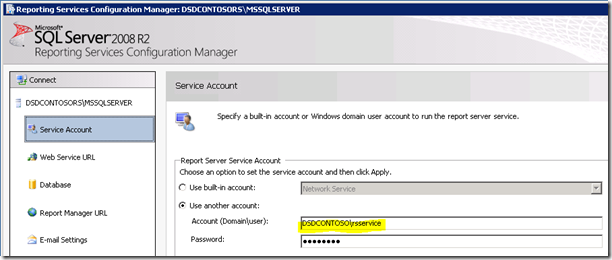 Reporting Services Configuration Manager: DSDCONTOSORS\MSSQLSERVER
Microsoft
SQL Server 2008 R2
Reporting Services Configuration Manager
Connect
DSDCONTOSORS\MSSQLSERVER
Service Account
Web Service URL
Database
Report Manager URL
E-mail Settings
Service Account
Specify a built-in account or Windows domain user account to run the report server service.
Report Server Service Account
Choose an option to set the service account and then click Apply.
Use built-in account:
Network Service
Use another account:
Account (Domain\user):
DSDCONTOSO\rsservice
Password:
●●●●●●●●